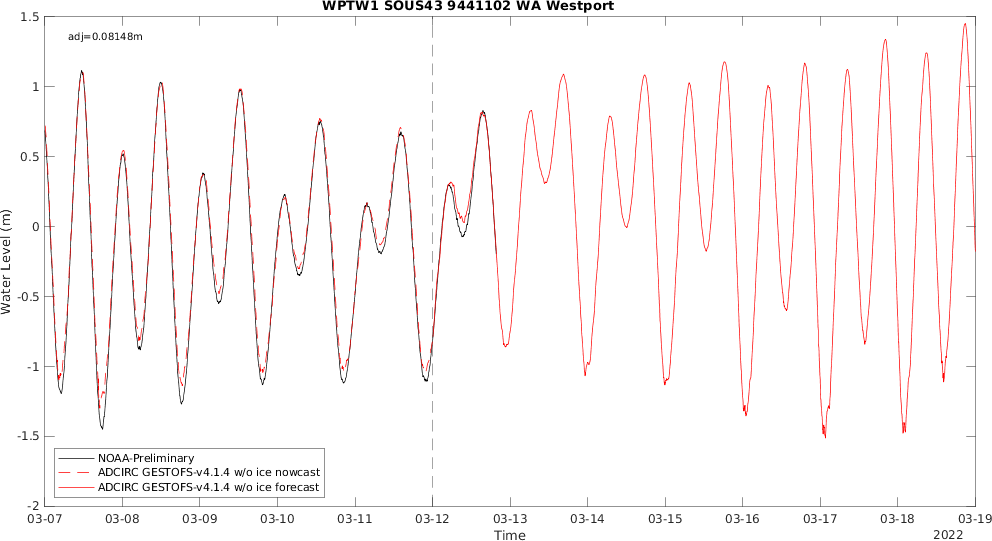 WPTW1 SOUS43 9441102 WA Westport
adj=0.08148m
1.5
1
0.5
0
-0.5
-1
-1.5
-2
Water Level (m)
NOAA-Preliminary
ADCIRC GESTOFS-v4.1.4 w/o ice nowcast
ADCIRC GESTOFS-v4.1.4 w/o ice forecast
03-07 03-08 03-09 03-10 03-11 03-12 03-13 03-14 03-15 03-16 03-17 03-18 03-19
Time
2022